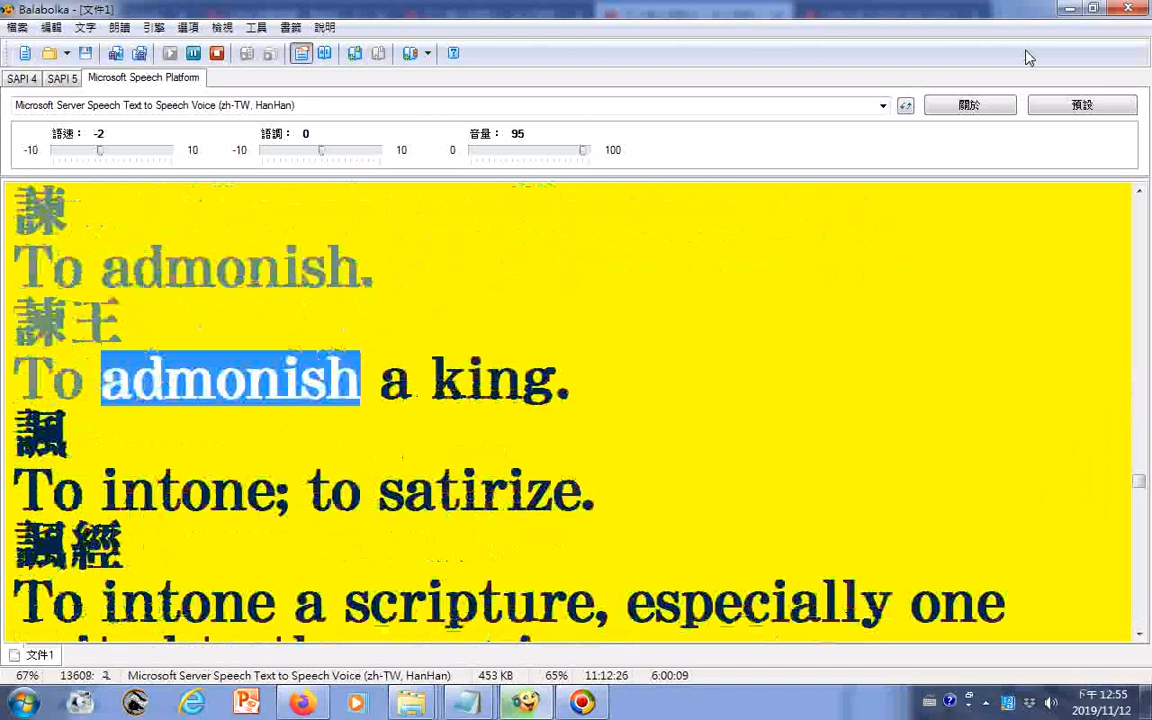 Balabolka - [文件1]
檔案 編輯 文字 朗讀 引擎 選項 檢視 工具 書籤 說明
SAPI 4 SAPI 5 Microsoft Speech Platform
Microsoft Server Speech Text to Speech Voice (zh-TW, HanHan) 關於 預設
語速： -2 語調： 0 音量： 95
-10 10 -10 10 0 100
諫
To admonish.
諫王
To admonish a king.
諷
To intone; to satirize.
諷經
To intone a scripture, especially one
文件1
67% Microsoft Server Speech Text to Speech Voice (zh-TW, HanHan) 453 KB 65% 11:12:26 6:00:09
下午 12:55
2019/11/12